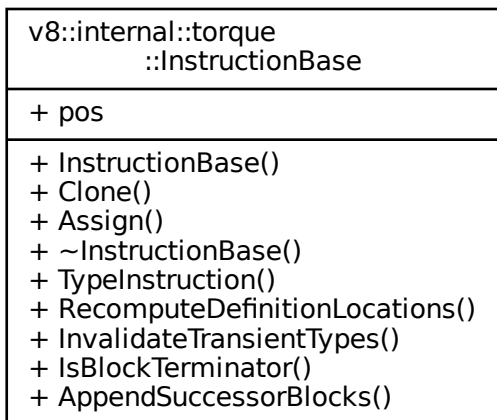 v8::internal::torque
::InstructionBase
+ pos
+ InstructionBase()
+ Clone()
+ Assign()
+ ~InstructionBase()
+ TypeInstruction()
+ RecomputeDefinitionLocations()
+ InvalidateTransientTypes()
+ IsBlockTerminator()
+ AppendSuccessorBlocks()